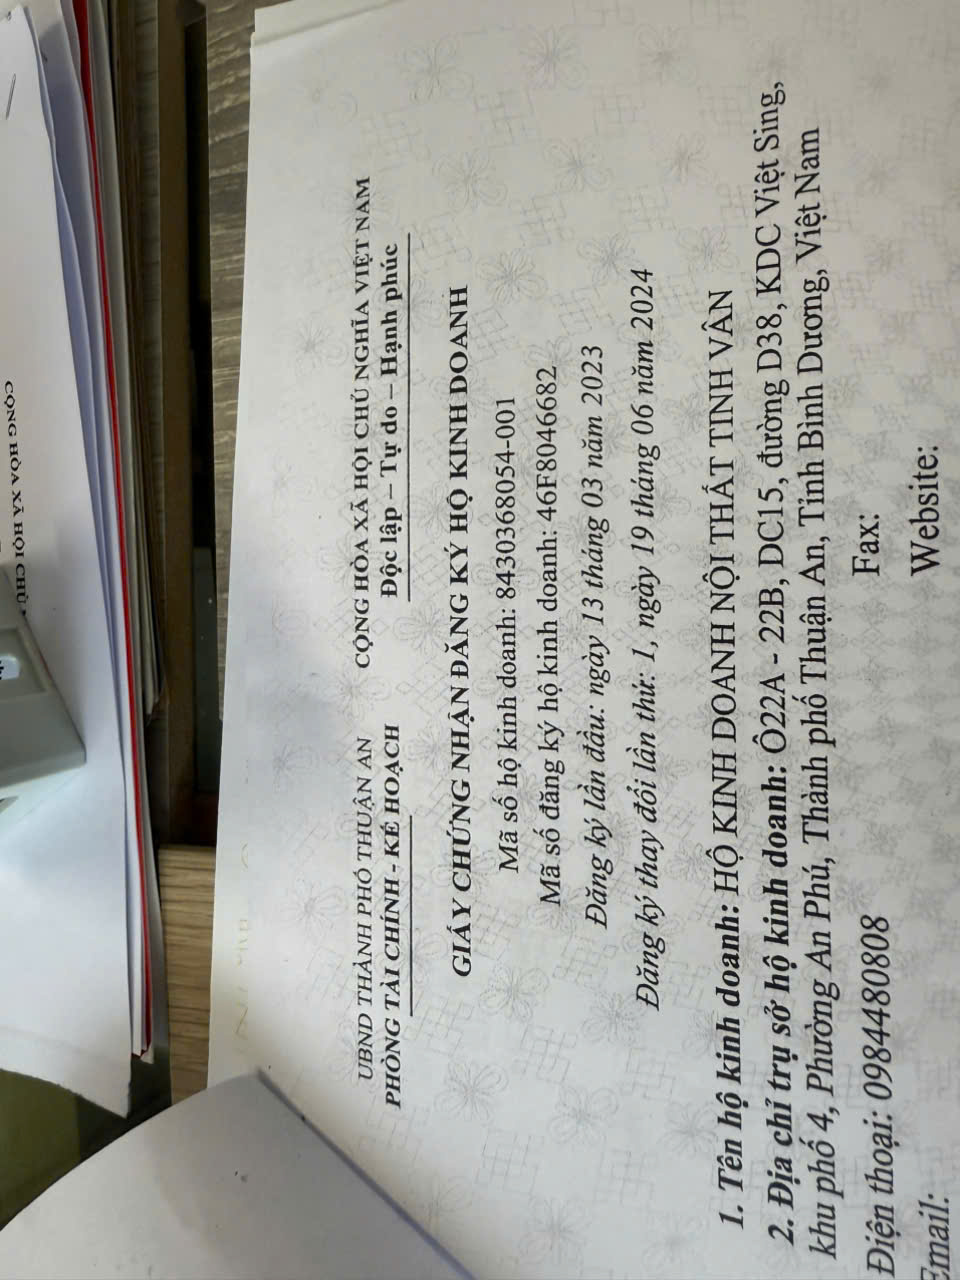 CỘNG HÒA XÃ HỘI CHỦ
UBND THÀNH PHỐ THUẬN AN
PHÒNG TÀI CHÍNH - KẾ HOẠCH
CỘNG HÒA XÃ HỘI CHỦ NGHĨA VIỆT NAM
Độc lập – Tự do – Hạnh phúc
GIẤY CHỨNG NHẬN ĐĂNG KÝ HỘ KINH DOANH
Mã số hộ kinh doanh: 8430368054-001
Mã số đăng ký hộ kinh doanh: 46F8046682
Đăng ký lần đầu: ngày 13 tháng 03 năm 2023
Đăng ký thay đổi lần thứ: 1, ngày 19 tháng 06 năm 2024
1. Tên hộ kinh doanh: HỘ KINH DOANH NỘI THẤT TINH VÂN
2. Địa chỉ trụ sở hộ kinh doanh: Ô22A - 22B, DC15, đường D38, KDC Việt Sing,
khu phố 4, Phường An Phú, Thành phố Thuận An, Tỉnh Bình Dương, Việt Nam
Điện thoại: 0984480808
Fax:
Email:
Website: